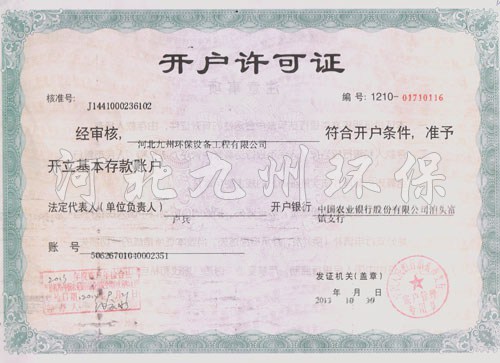 开户许可证
核准号: J1441000236102
编号: 1210-01710116
经审核, 河北九州环保设备工程有限公司 符合开户条件, 准予
开立基本存款账户
河北九州环保
法定代表人(单位负责人) 卢兵 开户银行 中国农业银行股份有限公司泊头富
镇支行
账号 50626701040002351
发证机关(盖章)
年 月 日